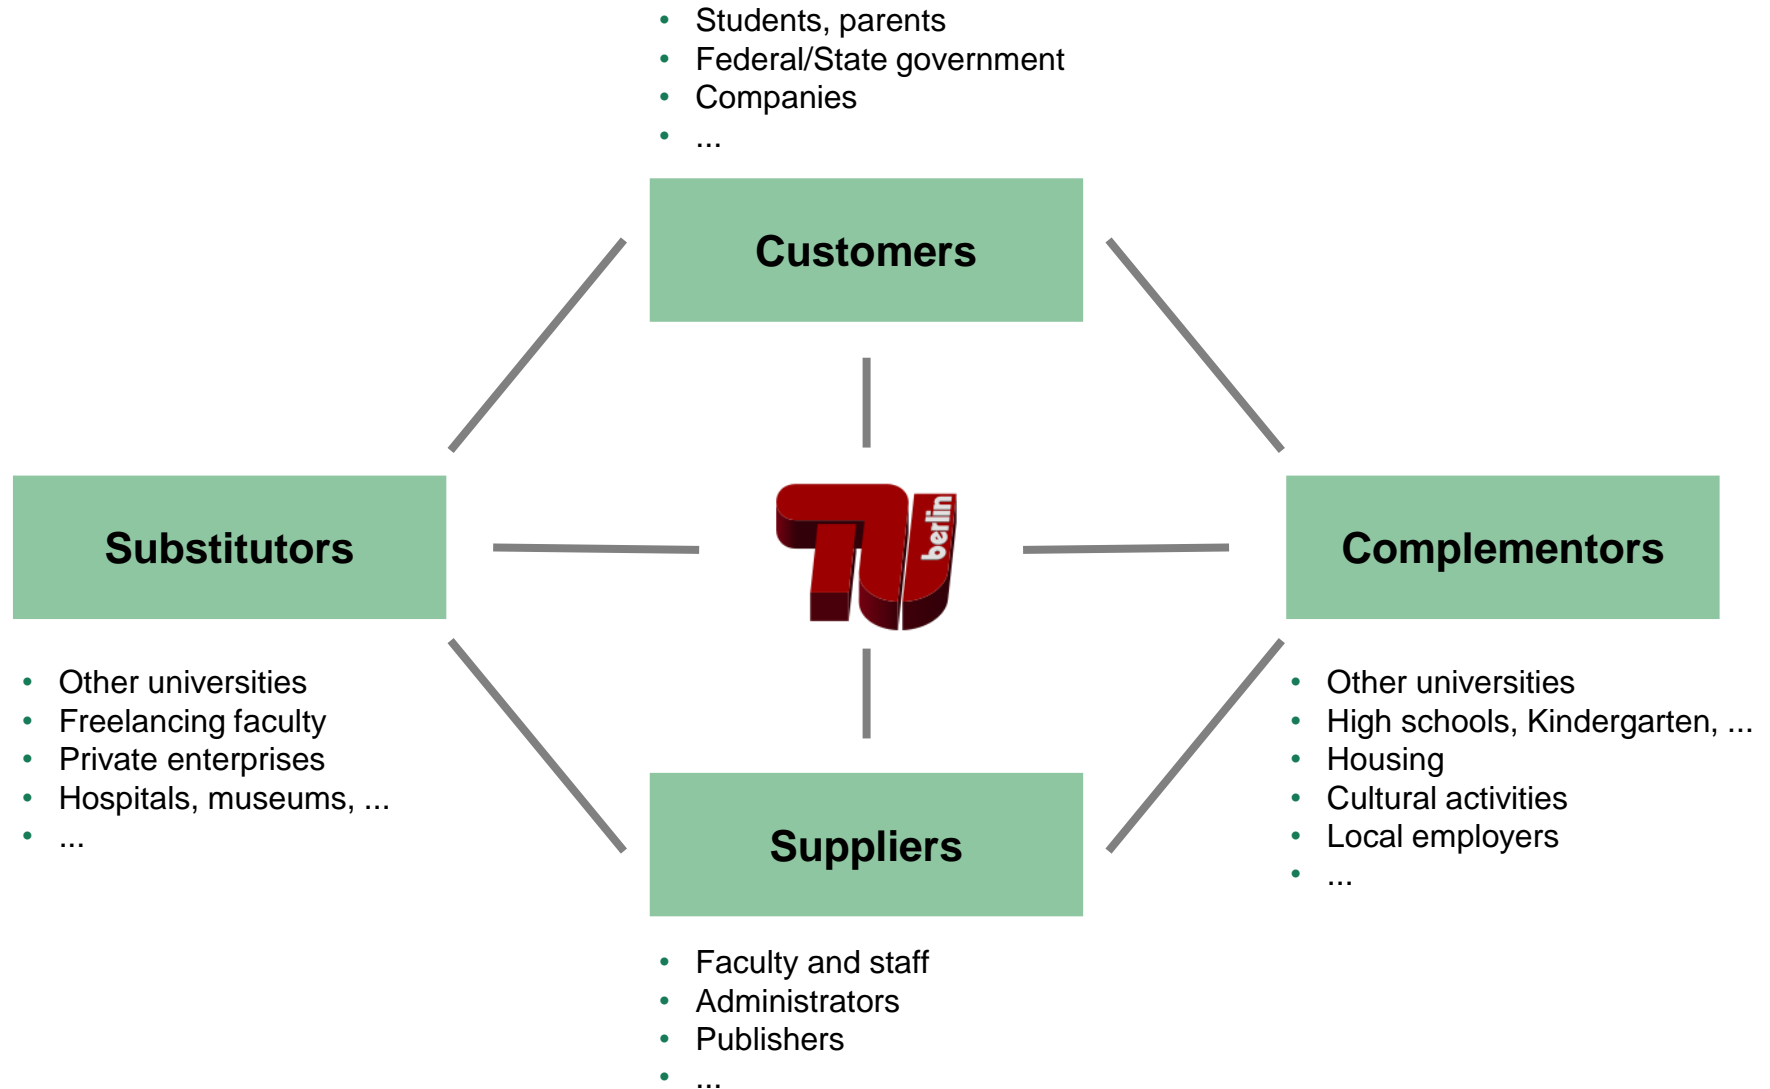 • Students, parents
• Federal/State government
• Companies
• ...
Customers
Substitutors
berlin
Complementors
• Other universities
• Freelancing faculty
• Private enterprises
• Hospitals, museums, ...
• ...
• Other universities
• High schools, Kindergarten, ...
• Housing
• Cultural activities
• Local employers
• ...
Suppliers
• Faculty and staff
• Administrators
• Publishers
• ...